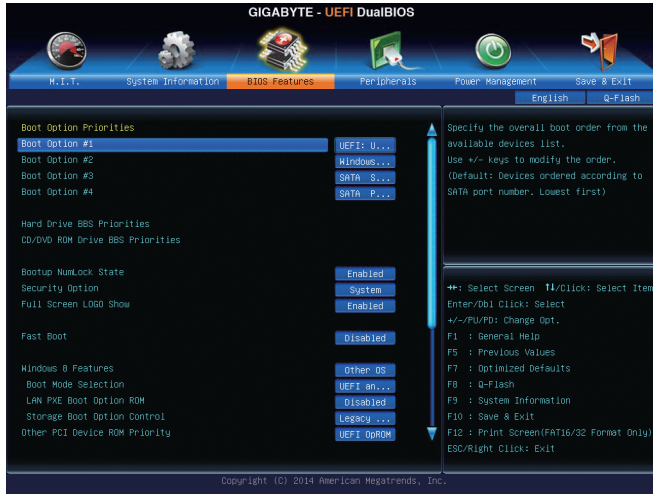 GIGABYTE - UEFI DualBIOS
M.I.T. System Information BIOS Features Peripherals Power Management Save & Exit
English Q-Flash
Boot Option Priorities
Boot Option #1 UEFI: U...
Boot Option #2 Windows...
Boot Option #3 SATA S...
Boot Option #4 SATA P...
Hard Drive BBS Priorities
CD/DVD ROM Drive BBS Priorities
Bootup NumLock State Enabled
Security Option System
Full Screen LOGO Show Enabled
Fast Boot Disabled
Windows 8 Features Other OS
Boot Mode Selection UEFI an...
LAN PXE Boot Option ROM Disabled
Storage Boot Option Control Legacy ...
Other PCI Device ROM Priority UEFI OpROM
Specify the overall boot order from the
available devices list.
Use +/- keys to modify the order.
(Default: Devices ordered according to
SATA port number. Lowest first)
→←: Select Screen ↑↓/Click: Select Item
Enter/Dbl Click: Select
+/-/PU/PD: Change Opt.
F1 : General Help
F5 : Previous Values
F7 : Optimized Defaults
F8 : Q-Flash
F9 : System Information
F10 : Save & Exit
F12 : Print Screen(FAT16/32 Format Only)
ESC/Right Click: Exit
Copyright (C) 2014 American Megatrends, Inc.